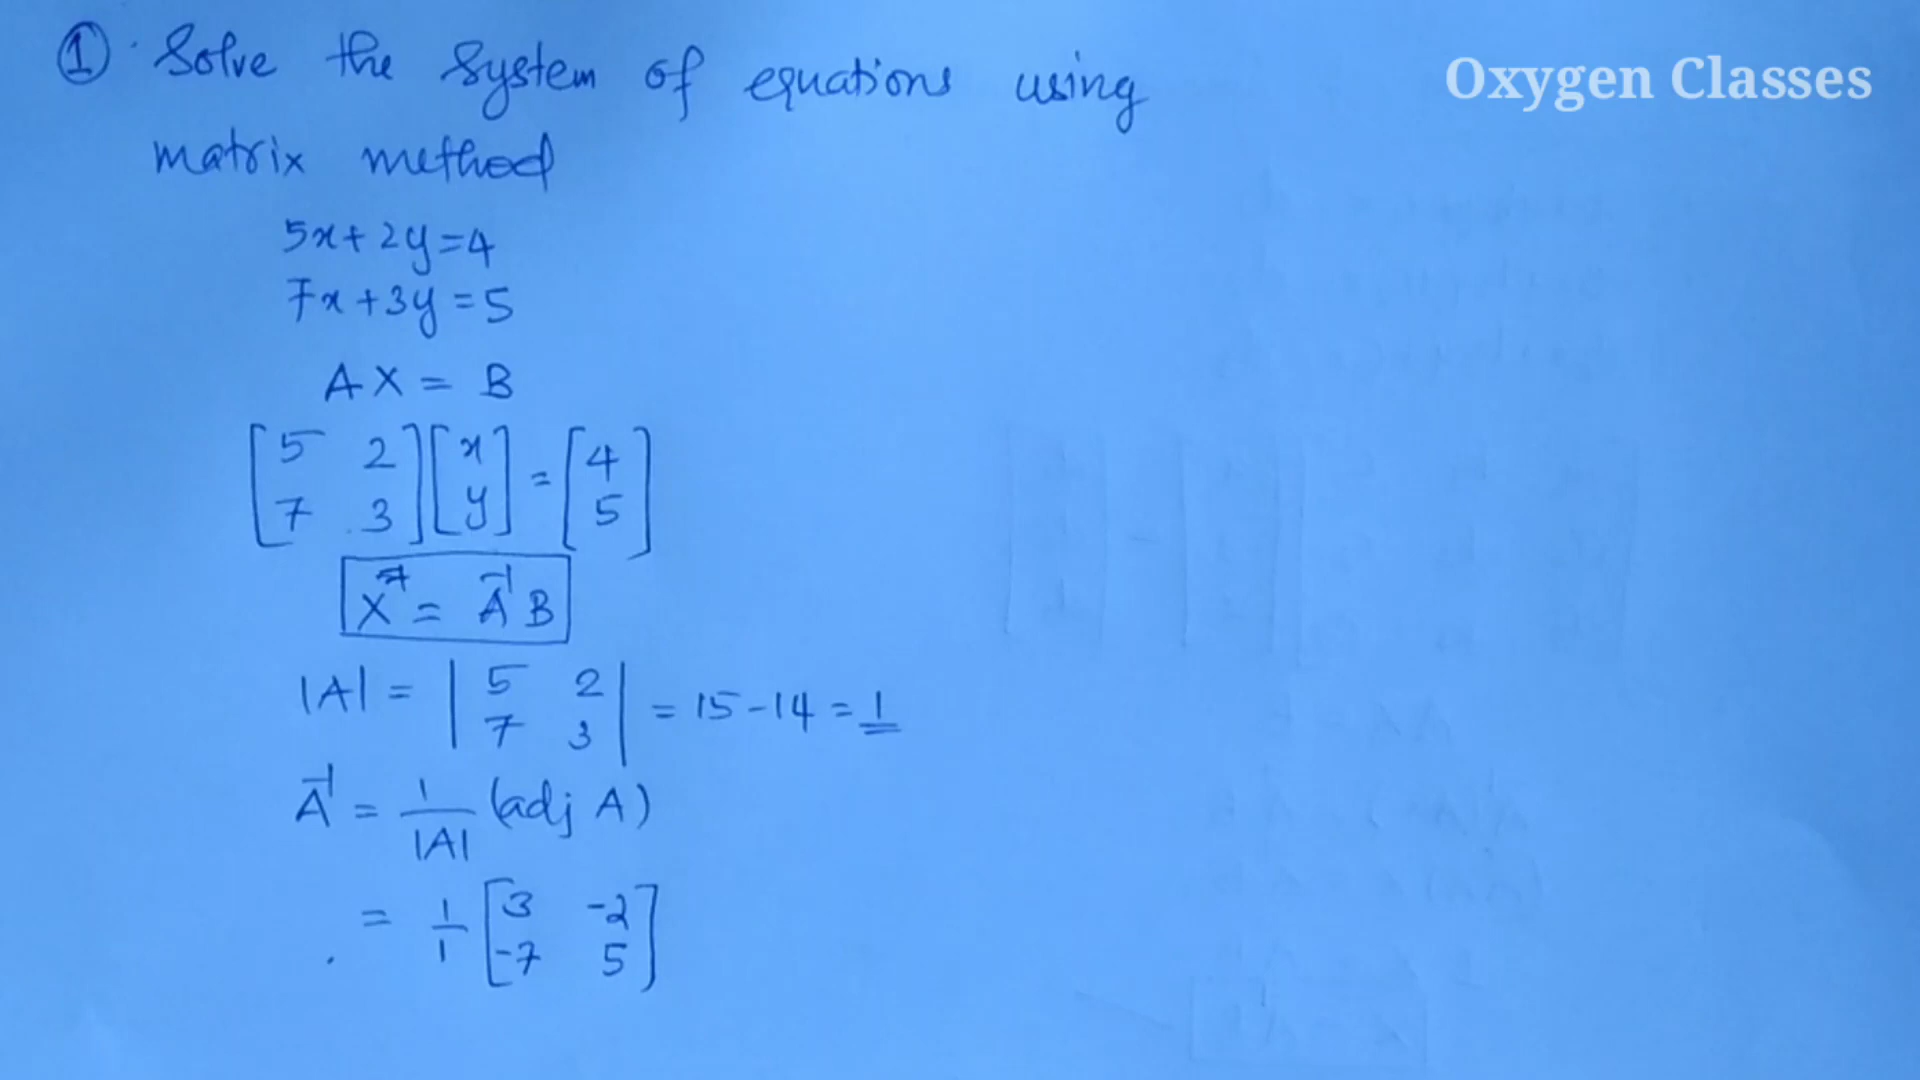 ① Solve the system of equations using
Oxygen Classes
matrix method
5x+2y=4
7x+3y=5
AX = B
[5 2
7 3] [x
y] = [4
5]
X = A⁻¹B
|A| = |5 2
7 3| = 15-14 = 1
A⁻¹ = 1/|A| (adj A)
= 1/1 [3 -2
-7 5]